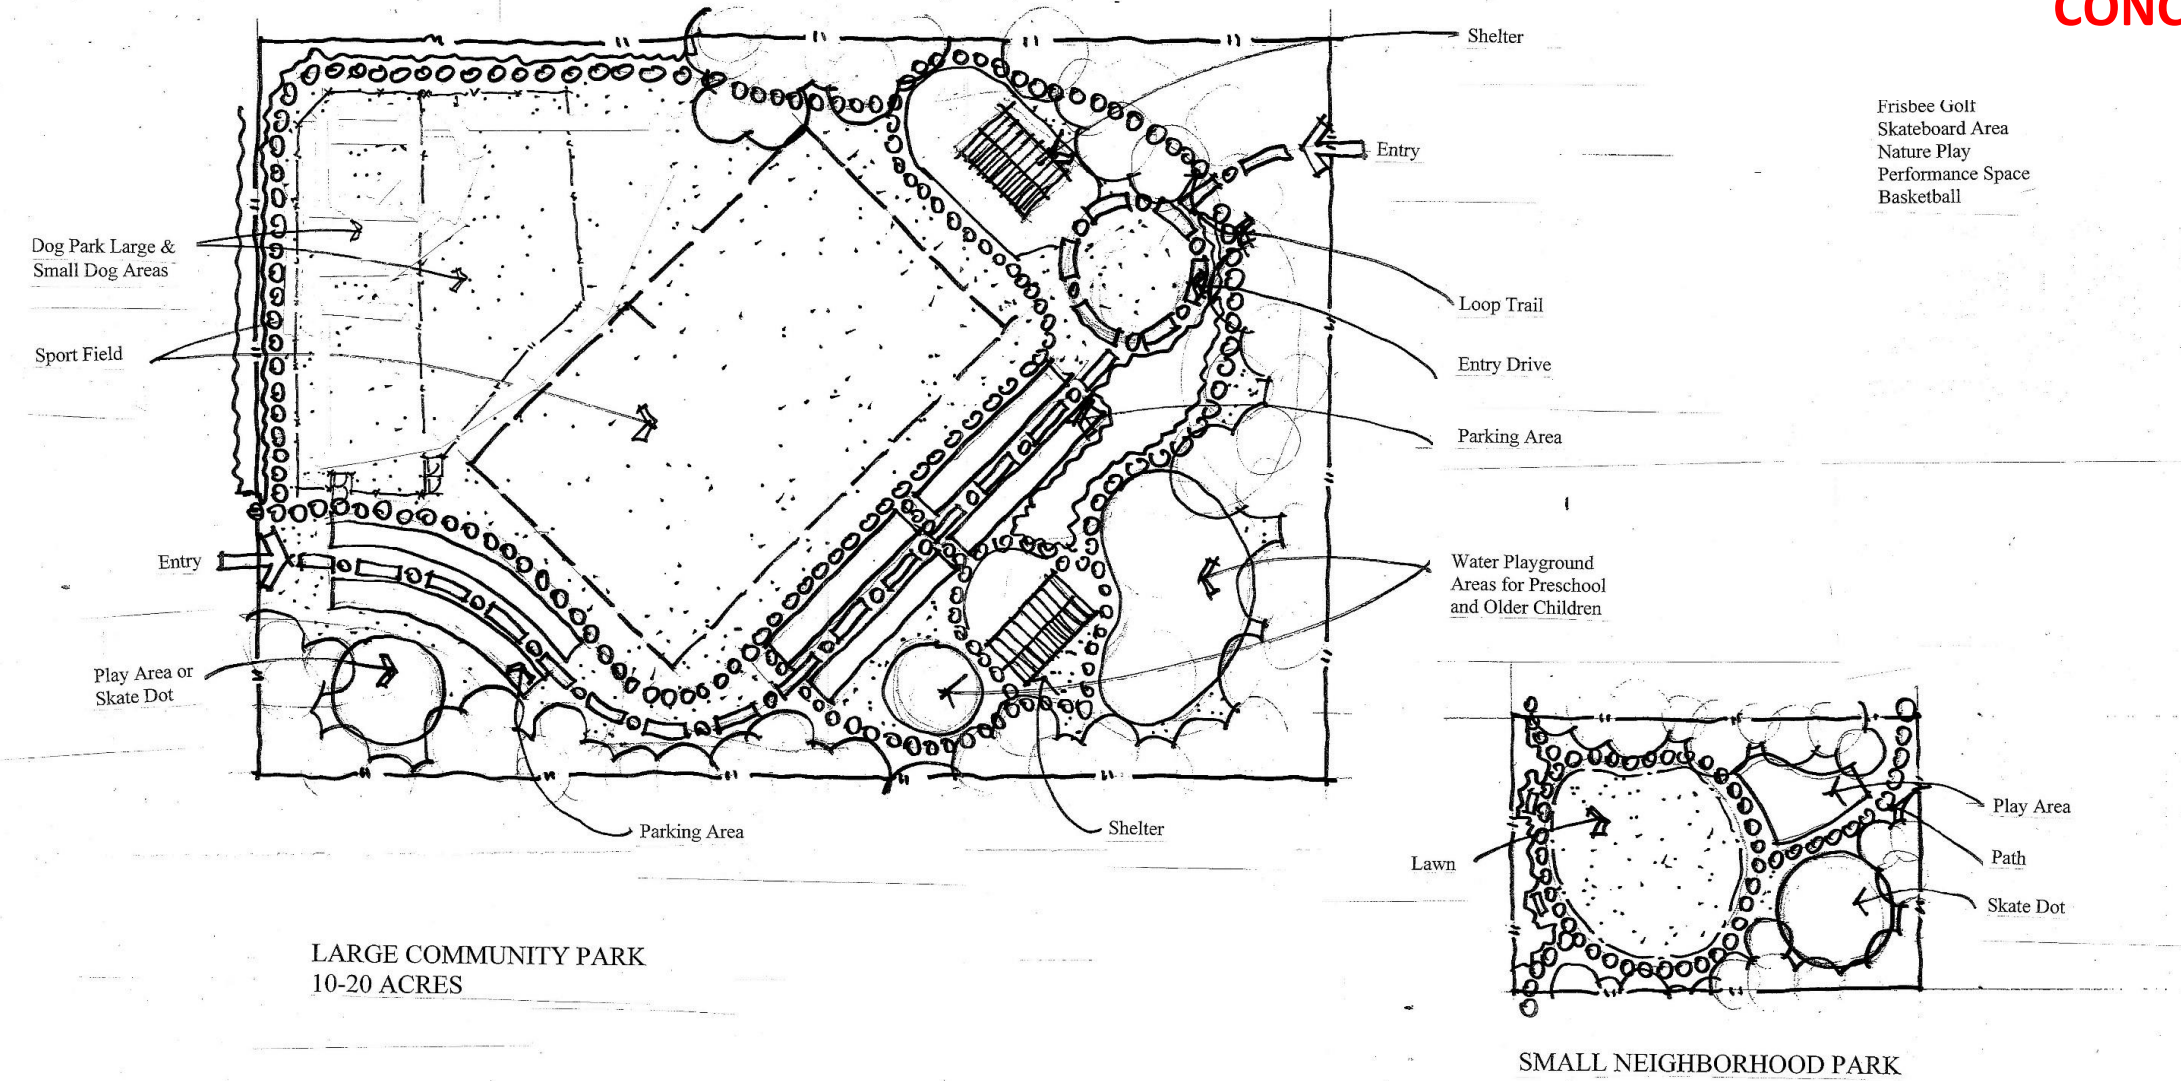 CONC
Shelter
Frisbee Golf
Skateboard Area
Nature Play
Performance Space
Basketball
Entry
Dog Park Large &
Small Dog Areas
Loop Trail
Sport Field
Entry Drive
Parking Area
Entry
Water Playground
Areas for Preschool
and Older Children
Play Area or
Skate Dot
Parking Area
Shelter
Play Area
Lawn
Path
Skate Dot
LARGE COMMUNITY PARK
10-20 ACRES
SMALL NEIGHBORHOOD PARK